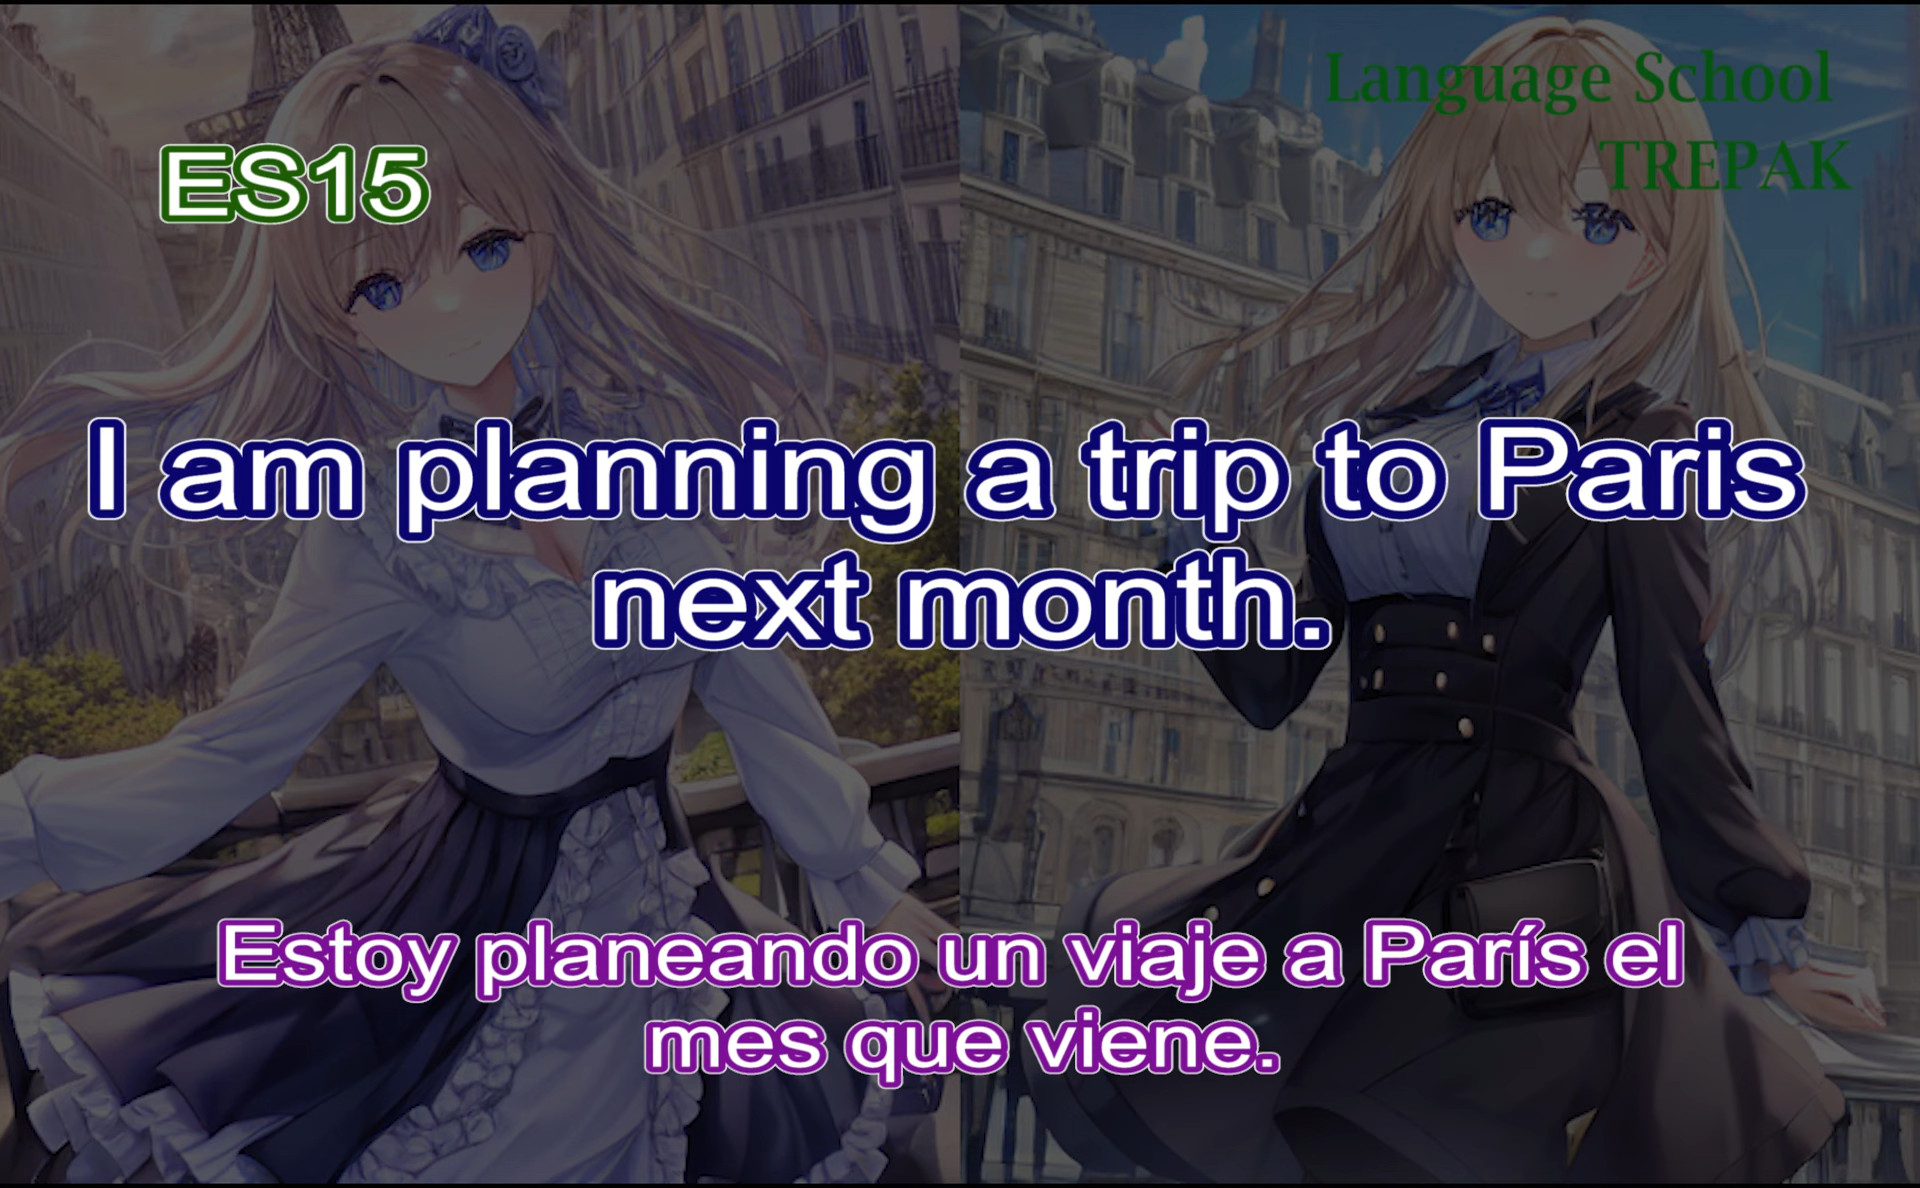 Language School
TREPAK
ES15
I am planning a trip to Paris
next month.
Estoy planeando un viaje a París el
mes que viene.